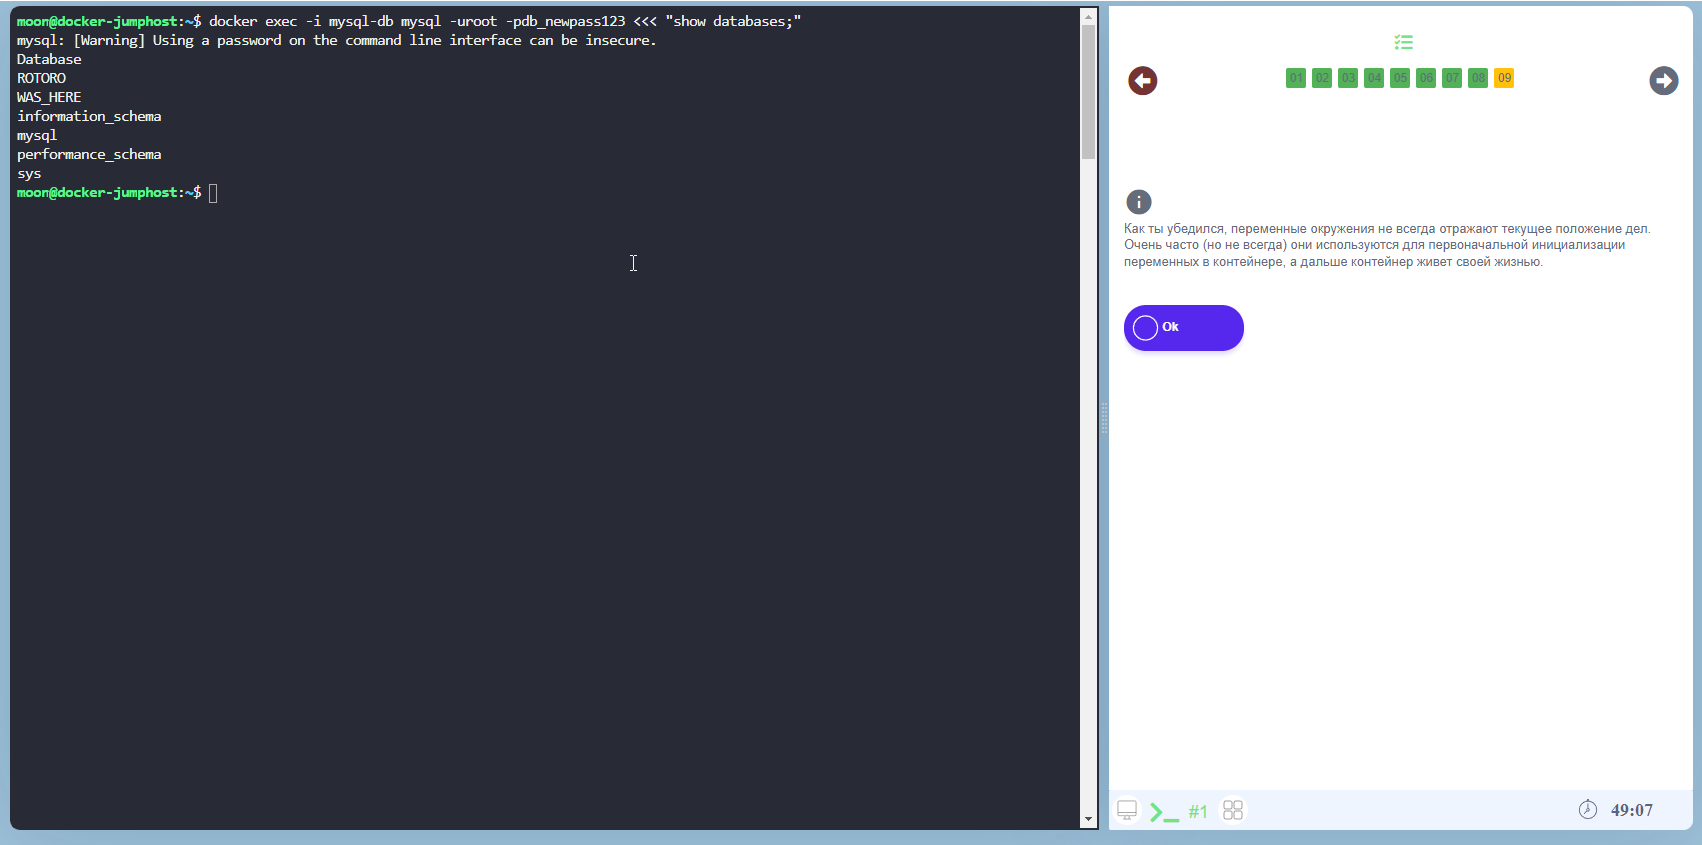 moon@docker-jumphost:~$ docker exec -i mysql-db mysql -uroot -pdb_newpass123 <<< "show databases;"
mysql: [Warning] Using a password on the command line interface can be insecure.
Database
ROTORO
WAS_HERE
information_schema
mysql
performance_schema
sys
moon@docker-jumphost:~$
01 02 03 04 05 06 07 08 09
Как ты убедился, переменные окружения не всегда отражают текущее положение дел.
Очень часто (но не всегда) они используются для первоначальной инициализации
переменных в контейнере, а дальше контейнер живет своей жизнью.
Ok
#1
49:07